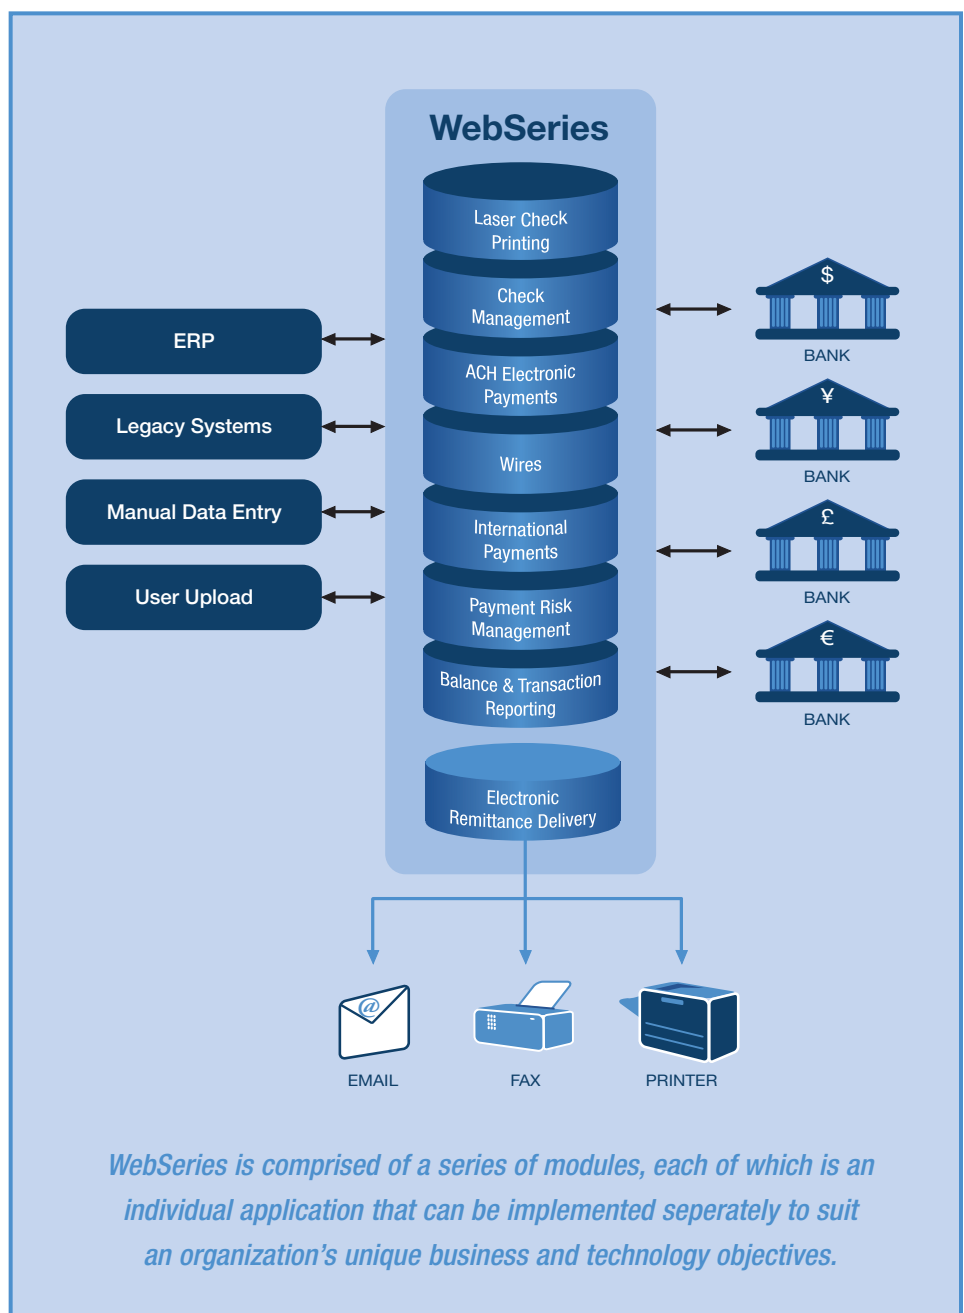 WebSeries
Laser Check
Printing
Check
Management
ACH Electronic
Payments
Wires
International
Payments
Payment Risk
Management
Balance & Transaction
Reporting
Electronic
Remittance Delivery
ERP
Legacy Systems
Manual Data Entry
User Upload
$
BANK
¥
BANK
£
BANK
€
BANK
@
EMAIL
FAX
PRINTER
WebSeries is comprised of a series of modules, each of which is an
individual application that can be implemented seperately to suit
an organization’s unique business and technology objectives.